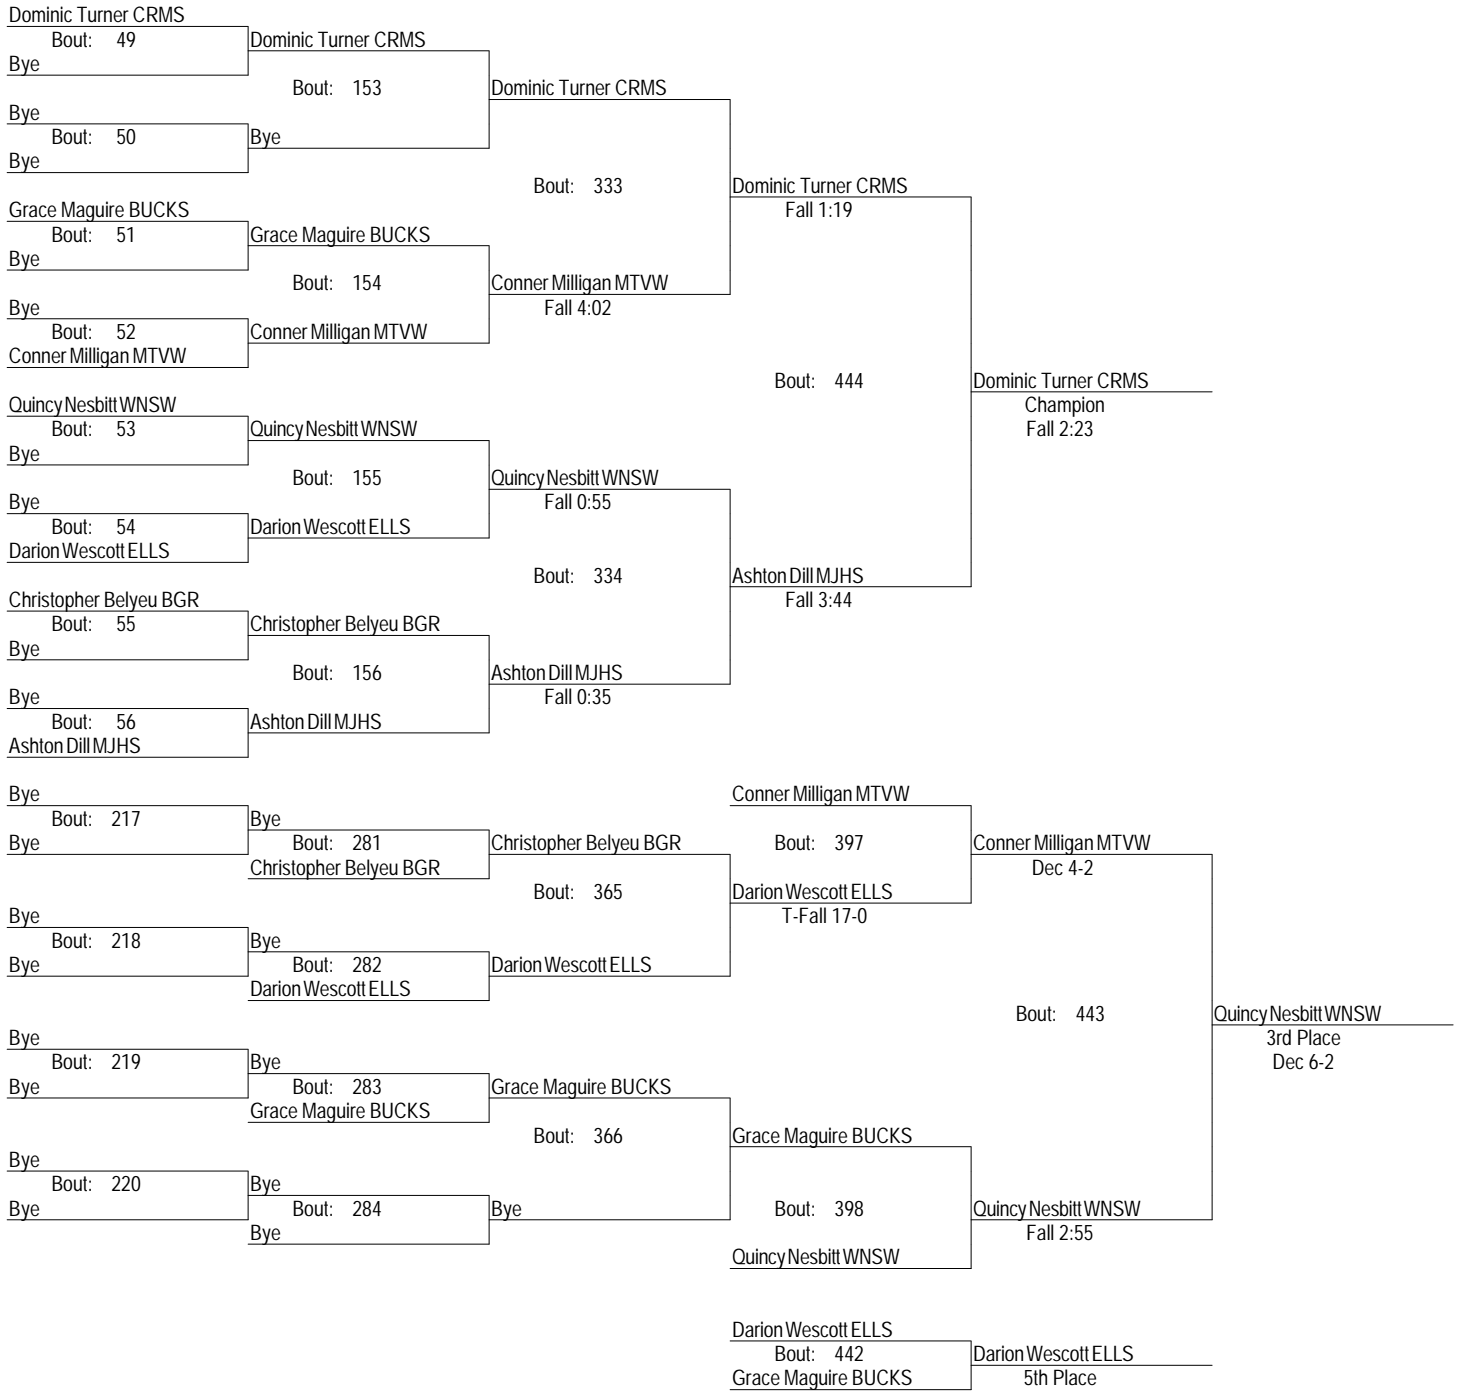 Dominic Turner CRMS
Bout: 49
Dominic Turner CRMS
Bye
Bout: 153
Dominic Turner CRMS
Bye
Bout: 50
Bye
Bye
Bout: 333
Dominic Turner CRMS
Fall 1:19
Grace Maguire BUCKS
Bout: 51
Grace Maguire BUCKS
Bye
Bout: 154
Conner Milligan MTVW
Fall 4:02
Bye
Bout: 52
Conner Milligan MTVW
Conner Milligan MTVW
Bout: 444
Dominic Turner CRMS
Champion
Fall 2:23
Quincy Nesbitt WNSW
Bout: 53
Quincy Nesbitt WNSW
Bye
Bout: 155
Quincy Nesbitt WNSW
Fall 0:55
Bye
Bout: 54
Darion Wescott ELLS
Darion Wescott ELLS
Bout: 334
Ashton Dill MJHS
Fall 3:44
Christopher Belyeu BGR
Bout: 55
Christopher Belyeu BGR
Bye
Bout: 156
Ashton Dill MJHS
Fall 0:35
Bye
Bout: 56
Ashton Dill MJHS
Ashton Dill MJHS
Bye
Bout: 217
Bye
Bye
Bout: 281
Christopher Belyeu BGR
Christopher Belyeu BGR
Conner Milligan MTVW
Bout: 397
Conner Milligan MTVW
Dec 4-2
Bout: 365
Darion Wescott ELLS
T-Fall 17-0
Bye
Bout: 218
Bye
Bye
Bout: 282
Darion Wescott ELLS
Darion Wescott ELLS
Bout: 443
Quincy Nesbitt WNSW
3rd Place
Dec 6-2
Bye
Bout: 219
Bye
Bye
Bout: 283
Grace Maguire BUCKS
Grace Maguire BUCKS
Bout: 366
Grace Maguire BUCKS
Bye
Bout: 220
Bye
Bye
Bout: 284
Bye
Bye
Bout: 398
Quincy Nesbitt WNSW
Fall 2:55
Quincy Nesbitt WNSW
Darion Wescott ELLS
Bout: 442
Darion Wescott ELLS
Grace Maguire BUCKS
5th Place